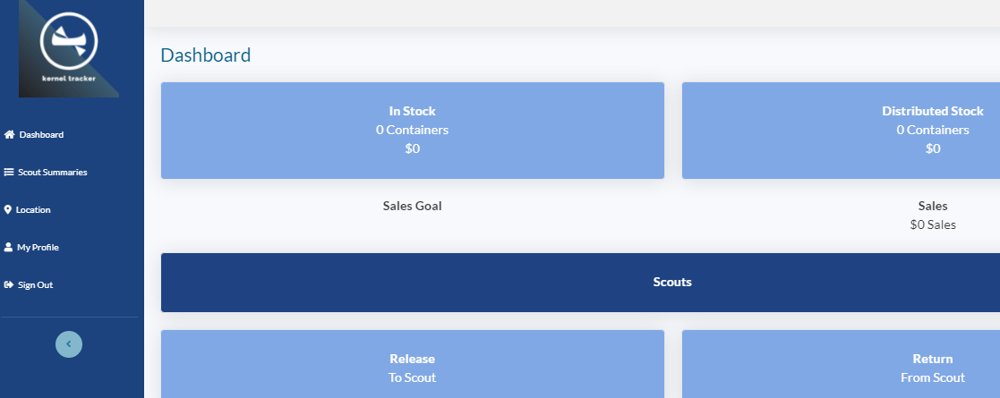 kernel tracker
Dashboard
Scout Summaries
Location
My Profile
Sign Out
Dashboard
In Stock
0 Containers
$0
Distributed Stock
0 Containers
$0
Sales Goal
Sales
$0 Sales
Scouts
Release
To Scout
Return
From Scout